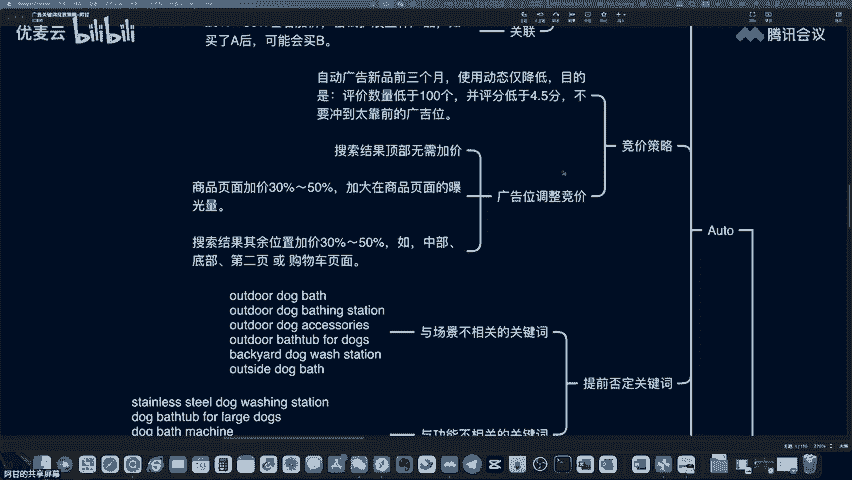 优麦云 bilibili
腾讯会议
买了A后，可能会买B。
关联
自动广告新品前三个月，使用动态仅降低，目的
是：评价数量低于100个，并评分低于4.5分，不
要冲到太靠前的广告位。
竞价策略
搜索结果顶部无需加价
商品页面加价30%～50%，加大在商品页面的曝
光量。
广告位调整竞价
搜索结果其余位置加价30%～50%，如，中部、
底部、第二页 或 购物车页面。
Auto
outdoor dog bath
outdoor dog bathing station
outdoor dog accessories
outdoor bathtub for dogs
backyard dog wash station
outside dog bath
与场景不相关的关键词
提前否定关键词
stainless steel dog washing station
dog bathtub for large dogs
dog bath machine
与功能不相关的关键词
阿甘的共享屏幕